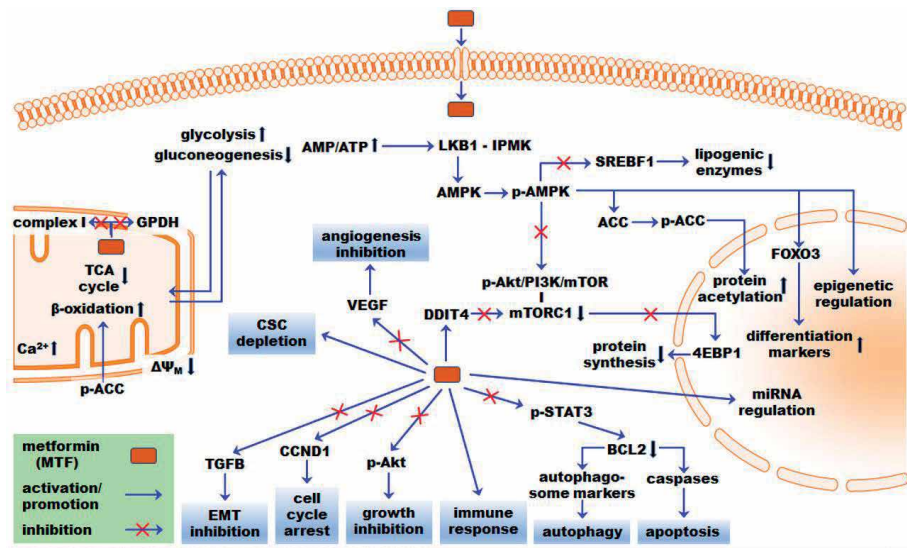 glycolysis ↑
gluconeogenesis ↓
AMP/ATP ↑
LKB1 - IPMK
SREBF1
lipogenic
enzymes ↓
AMPK
p-AMPK
complex I
GPDH
ACC
p-ACC
angiogenesis
inhibition
FOXO3
TCA
cycle ↓
p-Akt/PI3K/mTOR
protein
acetylation ↑
epigenetic
regulation
β-oxidation ↑
VEGF
DDIT4
mTORC1 ↓
CSC
depletion
differentiation
markers ↑
Ca²⁺ ↑
protein
synthesis ↓
4EBP1
ΔΨM ↓
p-ACC
miRNA
regulation
p-STAT3
metformin
(MTF)
activation/
promotion
inhibition
TGFB
CCND1
p-Akt
BCL2 ↓
autophago-
some markers
caspases
EMT
inhibition
cell
cycle
arrest
growth
inhibition
immune
response
autophagy
apoptosis